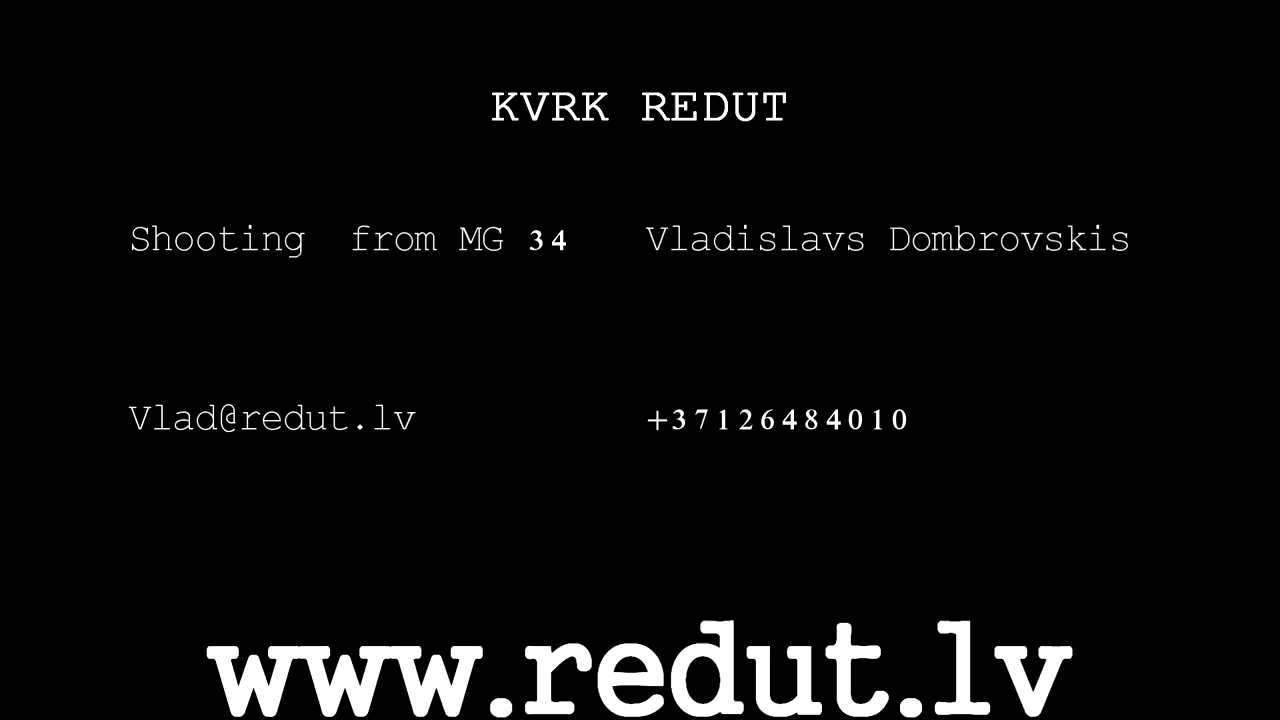 KVRK REDUT
Shooting from MG 34 Vladislavs Dombrovskis
Vlad@redut.lv +37126484010
www.redut.lv